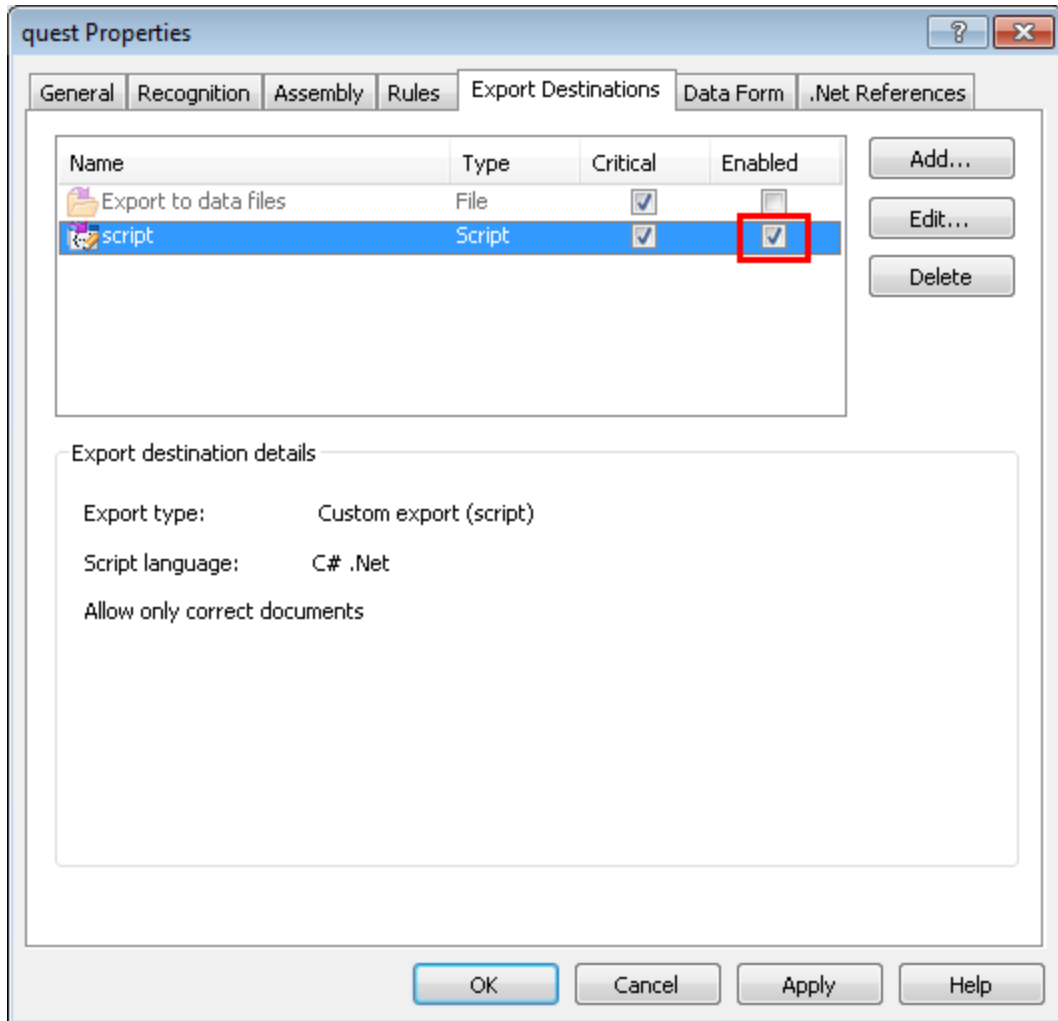 quest Properties
General Recognition Assembly Rules Export Destinations Data Form .Net References
Name Type Critical Enabled
Add...
Export to data files File
Edit...
script Script
Delete
Export destination details
Export type: Custom export (script)
Script language: C# .Net
Allow only correct documents
OK Cancel Apply Help